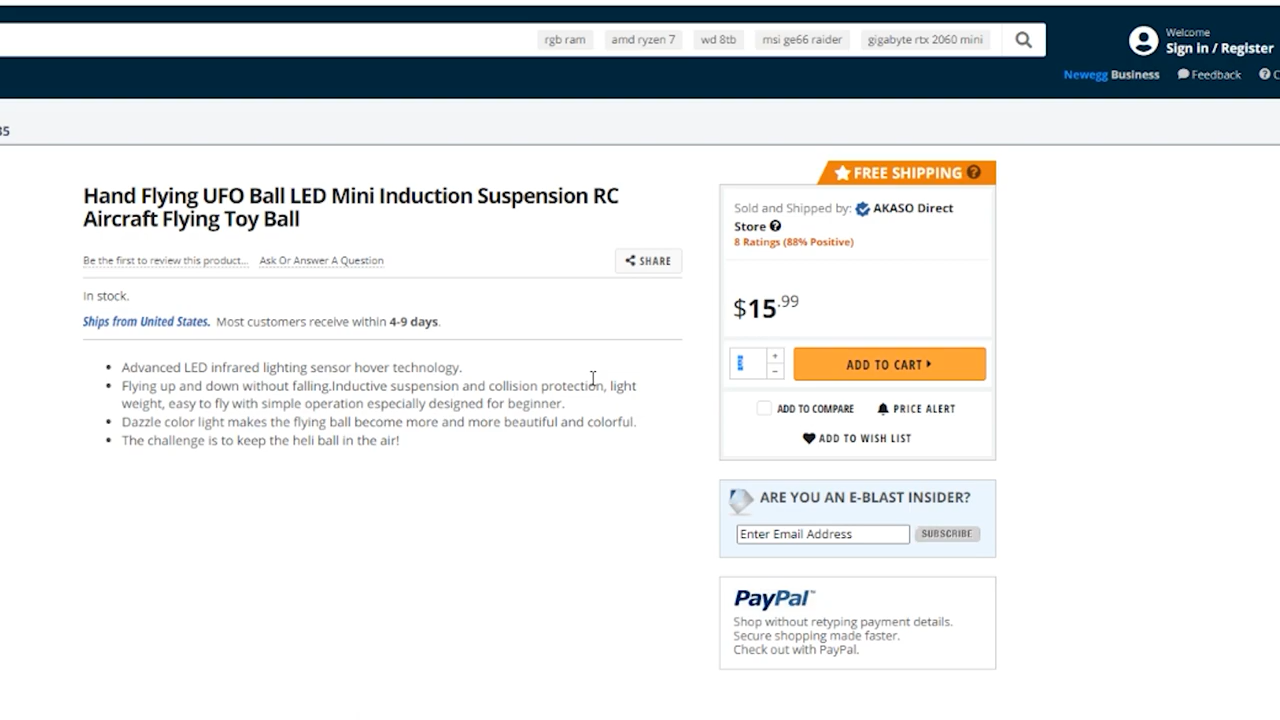 rgb ram amd ryzen 7 wd 8tb msi ge66 raider gigabyte rtx 2060 mini
Welcome
Sign in / Register
Newegg Business Feedback
35
Hand Flying UFO Ball LED Mini Induction Suspension RC
Aircraft Flying Toy Ball
Be the first to review this product... Ask Or Answer A Question
SHARE
In stock.
Ships from United States. Most customers receive within 4-9 days.
Advanced LED infrared lighting sensor hover technology.
Flying up and down without falling.Inductive suspension and collision protection, light
weight, easy to fly with simple operation especially designed for beginner.
Dazzle color light makes the flying ball become more and more beautiful and colorful.
The challenge is to keep the heli ball in the air!
FREE SHIPPING ?
Sold and Shipped by: AKASO Direct
Store ?
8 Ratings (88% Positive)
$15.99
+
-
ADD TO CART
ADD TO COMPARE PRICE ALERT
ADD TO WISH LIST
ARE YOU AN E-BLAST INSIDER?
Enter Email Address SUBSCRIBE
PayPal™
Shop without retyping payment details.
Secure shopping made faster.
Check out with PayPal.